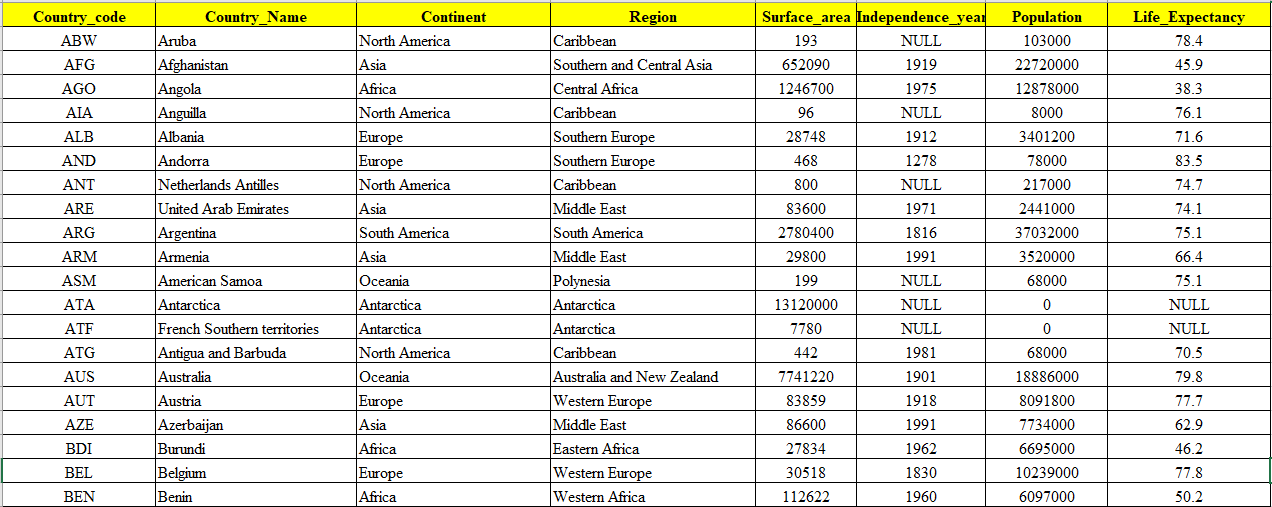 Country_code Country_Name Continent Region Surface_area Independence_year Population Life_Expectancy
ABW Aruba North America Caribbean 193 NULL 103000 78.4
AFG Afghanistan Asia Southern and Central Asia 652090 1919 22720000 45.9
AGO Angola Africa Central Africa 1246700 1975 12878000 38.3
AIA Anguilla North America Caribbean 96 NULL 8000 76.1
ALB Albania Europe Southern Europe 28748 1912 3401200 71.6
AND Andorra Europe Southern Europe 468 1278 78000 83.5
ANT Netherlands Antilles North America Caribbean 800 NULL 217000 74.7
ARE United Arab Emirates Asia Middle East 83600 1971 2441000 74.1
ARG Argentina South America South America 2780400 1816 37032000 75.1
ARM Armenia Asia Middle East 29800 1991 3520000 66.4
ASM American Samoa Oceania Polynesia 199 NULL 68000 75.1
ATA Antarctica Antarctica Antarctica 13120000 NULL 0 NULL
ATF French Southern territories Antarctica Antarctica 7780 NULL 0 NULL
ATG Antigua and Barbuda North America Caribbean 442 1981 68000 70.5
AUS Australia Oceania Australia and New Zealand 7741220 1901 18886000 79.8
AUT Austria Europe Western Europe 83859 1918 8091800 77.7
AZE Azerbaijan Asia Middle East 86600 1991 7734000 62.9
BDI Burundi Africa Eastern Africa 27834 1962 6695000 46.2
BEL Belgium Europe Western Europe 30518 1830 10239000 77.8
BEN Benin Africa Western Africa 112622 1960 6097000 50.2